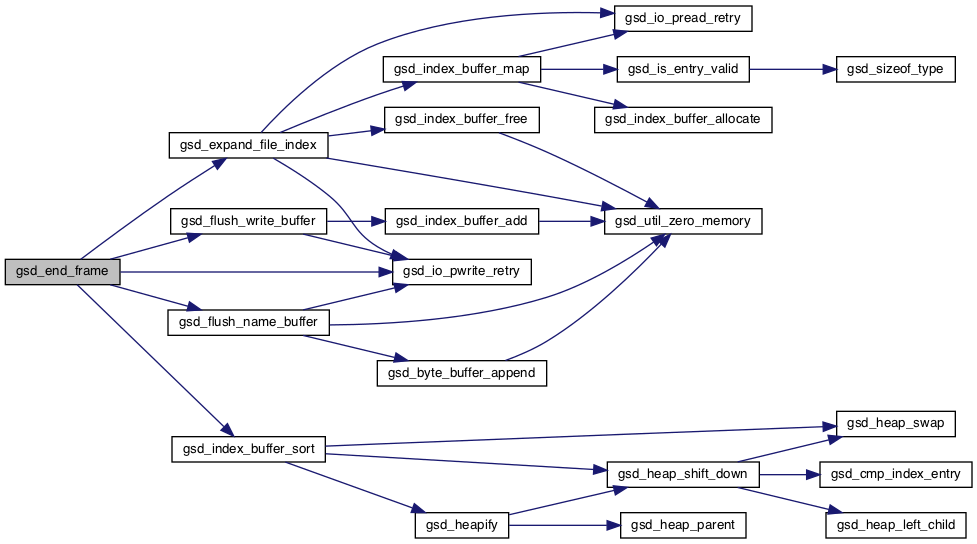 gsd_io_pread_retry
gsd_index_buffer_map
gsd_is_entry_valid
gsd_sizeof_type
gsd_index_buffer_free
gsd_index_buffer_allocate
gsd_expand_file_index
gsd_flush_write_buffer
gsd_index_buffer_add
gsd_util_zero_memory
gsd_end_frame
gsd_io_pwrite_retry
gsd_flush_name_buffer
gsd_byte_buffer_append
gsd_heap_swap
gsd_index_buffer_sort
gsd_heap_shift_down
gsd_cmp_index_entry
gsd_heapify
gsd_heap_parent
gsd_heap_left_child